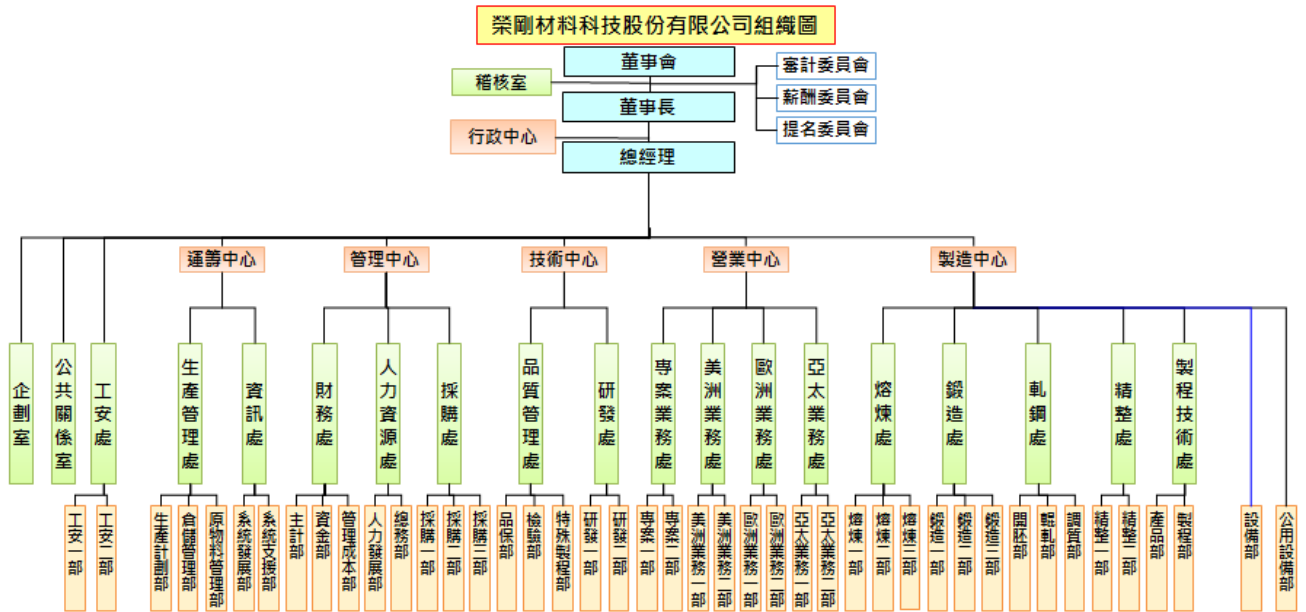 榮剛材料科技股份有限公司組織圖
董事會
稽核室
審計委員會
薪酬委員會
董事長
提名委員會
行政中心
總經理
運籌中心
管理中心
技術中心
營業中心
製造中心
企劃室
公共關係室
工安處
生產管理處
資訊處
財務處
人力資源處
採購處
品質管理處
研發處
專案業務處
美洲業務處
歐洲業務處
亞太業務處
熔煉處
鍛造處
軋鋼處
精整處
製程技術處
工安一部
工安二部
生產計劃部
倉儲管理部
原物料管理部
系統發展部
系統支援部
主計部
資金部
管理成本部
人力發展部
總務部
採購一部
採購二部
採購三部
品保部
檢驗部
特殊製程部
研發一部
研發二部
專案一部
專案二部
美洲業務一部
美洲業務二部
歐洲業務一部
歐洲業務二部
亞太業務一部
亞太業務二部
熔煉一部
熔煉二部
熔煉三部
鍛造一部
鍛造二部
鍛造三部
開胚部
輥軋部
調質部
精整一部
精整二部
產品部
製程部
設備部
公用設備部